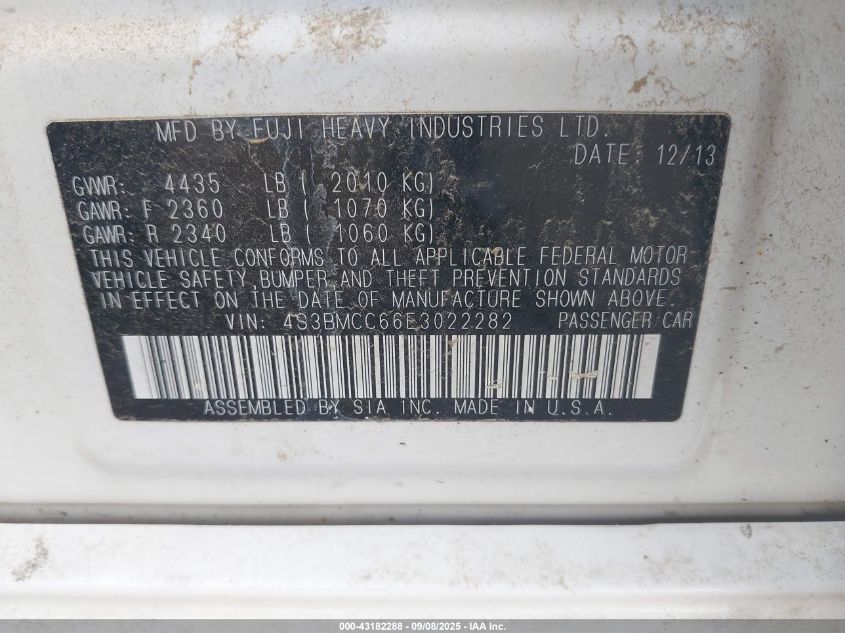 MFD BY FUJI HEAVY INDUSTRIES LTD.
DATE: 12/13
GVWR: 4435 LB ( 2010 KG)
GAWR: F 2360 LB ( 1070 KG)
GAWR: R 2340 LB ( 1060 KG)
THIS VEHICLE CONFORMS TO ALL APPLICABLE FEDERAL MOTOR
VEHICLE SAFETY,BUMPER,AND THEFT PREVENTION STANDARDS
IN EFFECT ON THE DATE OF MANUFACTURE SHOWN ABOVE.
VIN: 4S3BMCC66E3022282 PASSENGER CAR
ASSEMBLED BY SIA INC. MADE IN U.S.A.
000-43182288 - 09/08/2025 - IAA Inc.